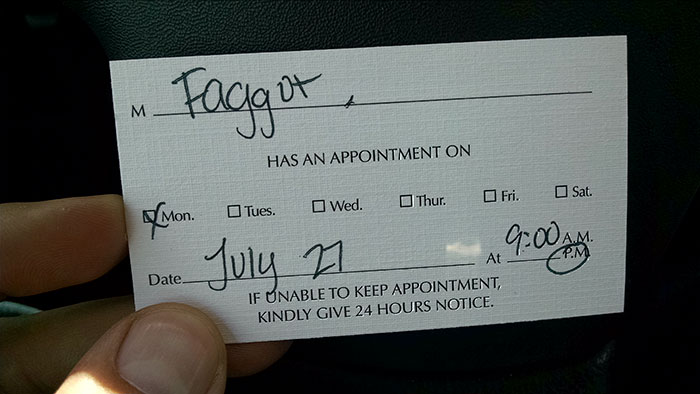 M Faggot,
HAS AN APPOINTMENT ON
Mon. Tues. Wed. Thur. Fri. Sat.
Date July 27 At 9:00 A.M.
P.M.
IF UNABLE TO KEEP APPOINTMENT,
KINDLY GIVE 24 HOURS NOTICE.